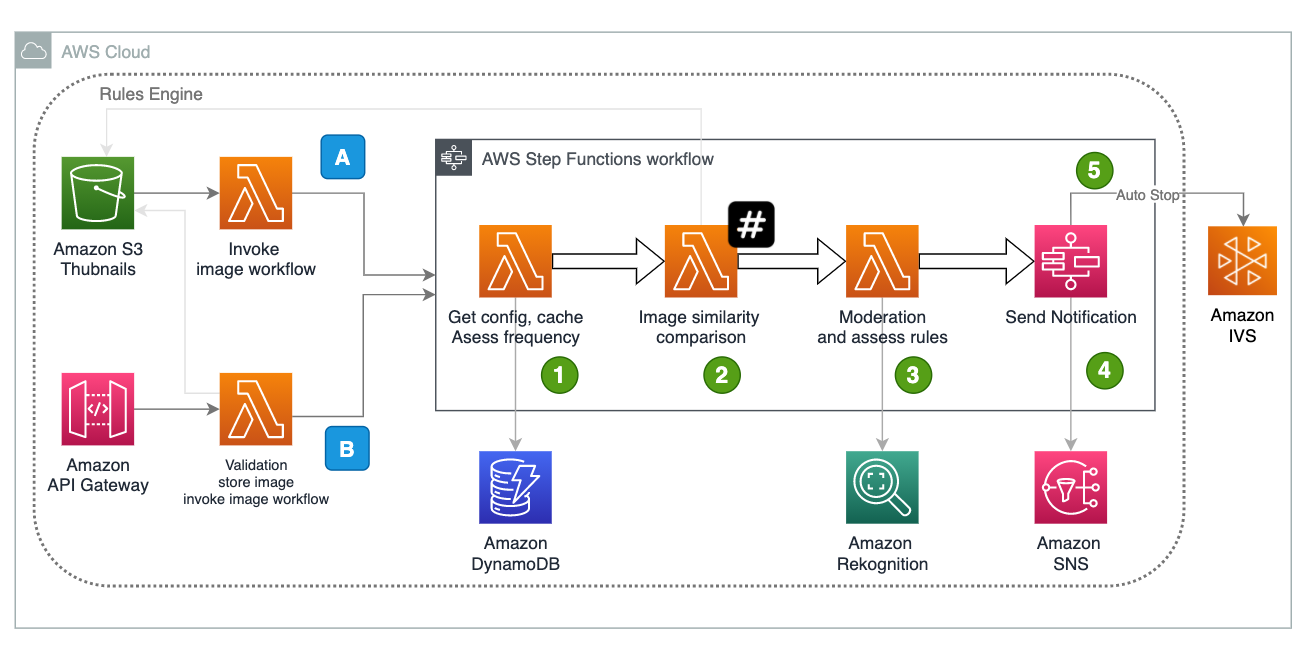 AWS Cloud
Rules Engine
A
AWS Step Functions workflow
5
Auto Stop
#
Amazon S3
Thubnails
Invoke
image workflow
Get config, cache
Asess frequency
Image similarity
comparison
Moderation
and assess rules
Send Notification
Amazon
IVS
1
2
3
4
</>
B
Amazon
API Gateway
Validation
store image
invoke image workflow
Amazon
DynamoDB
Amazon
Rekognition
Amazon
SNS